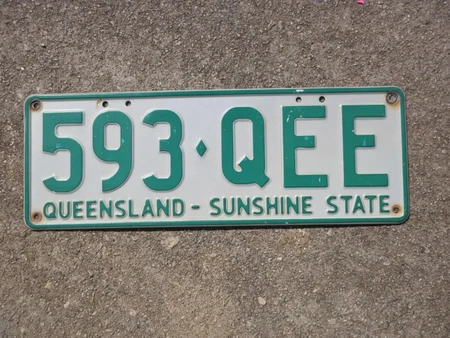 593♦QEE
QUEENSLAND - SUNSHINE STATE